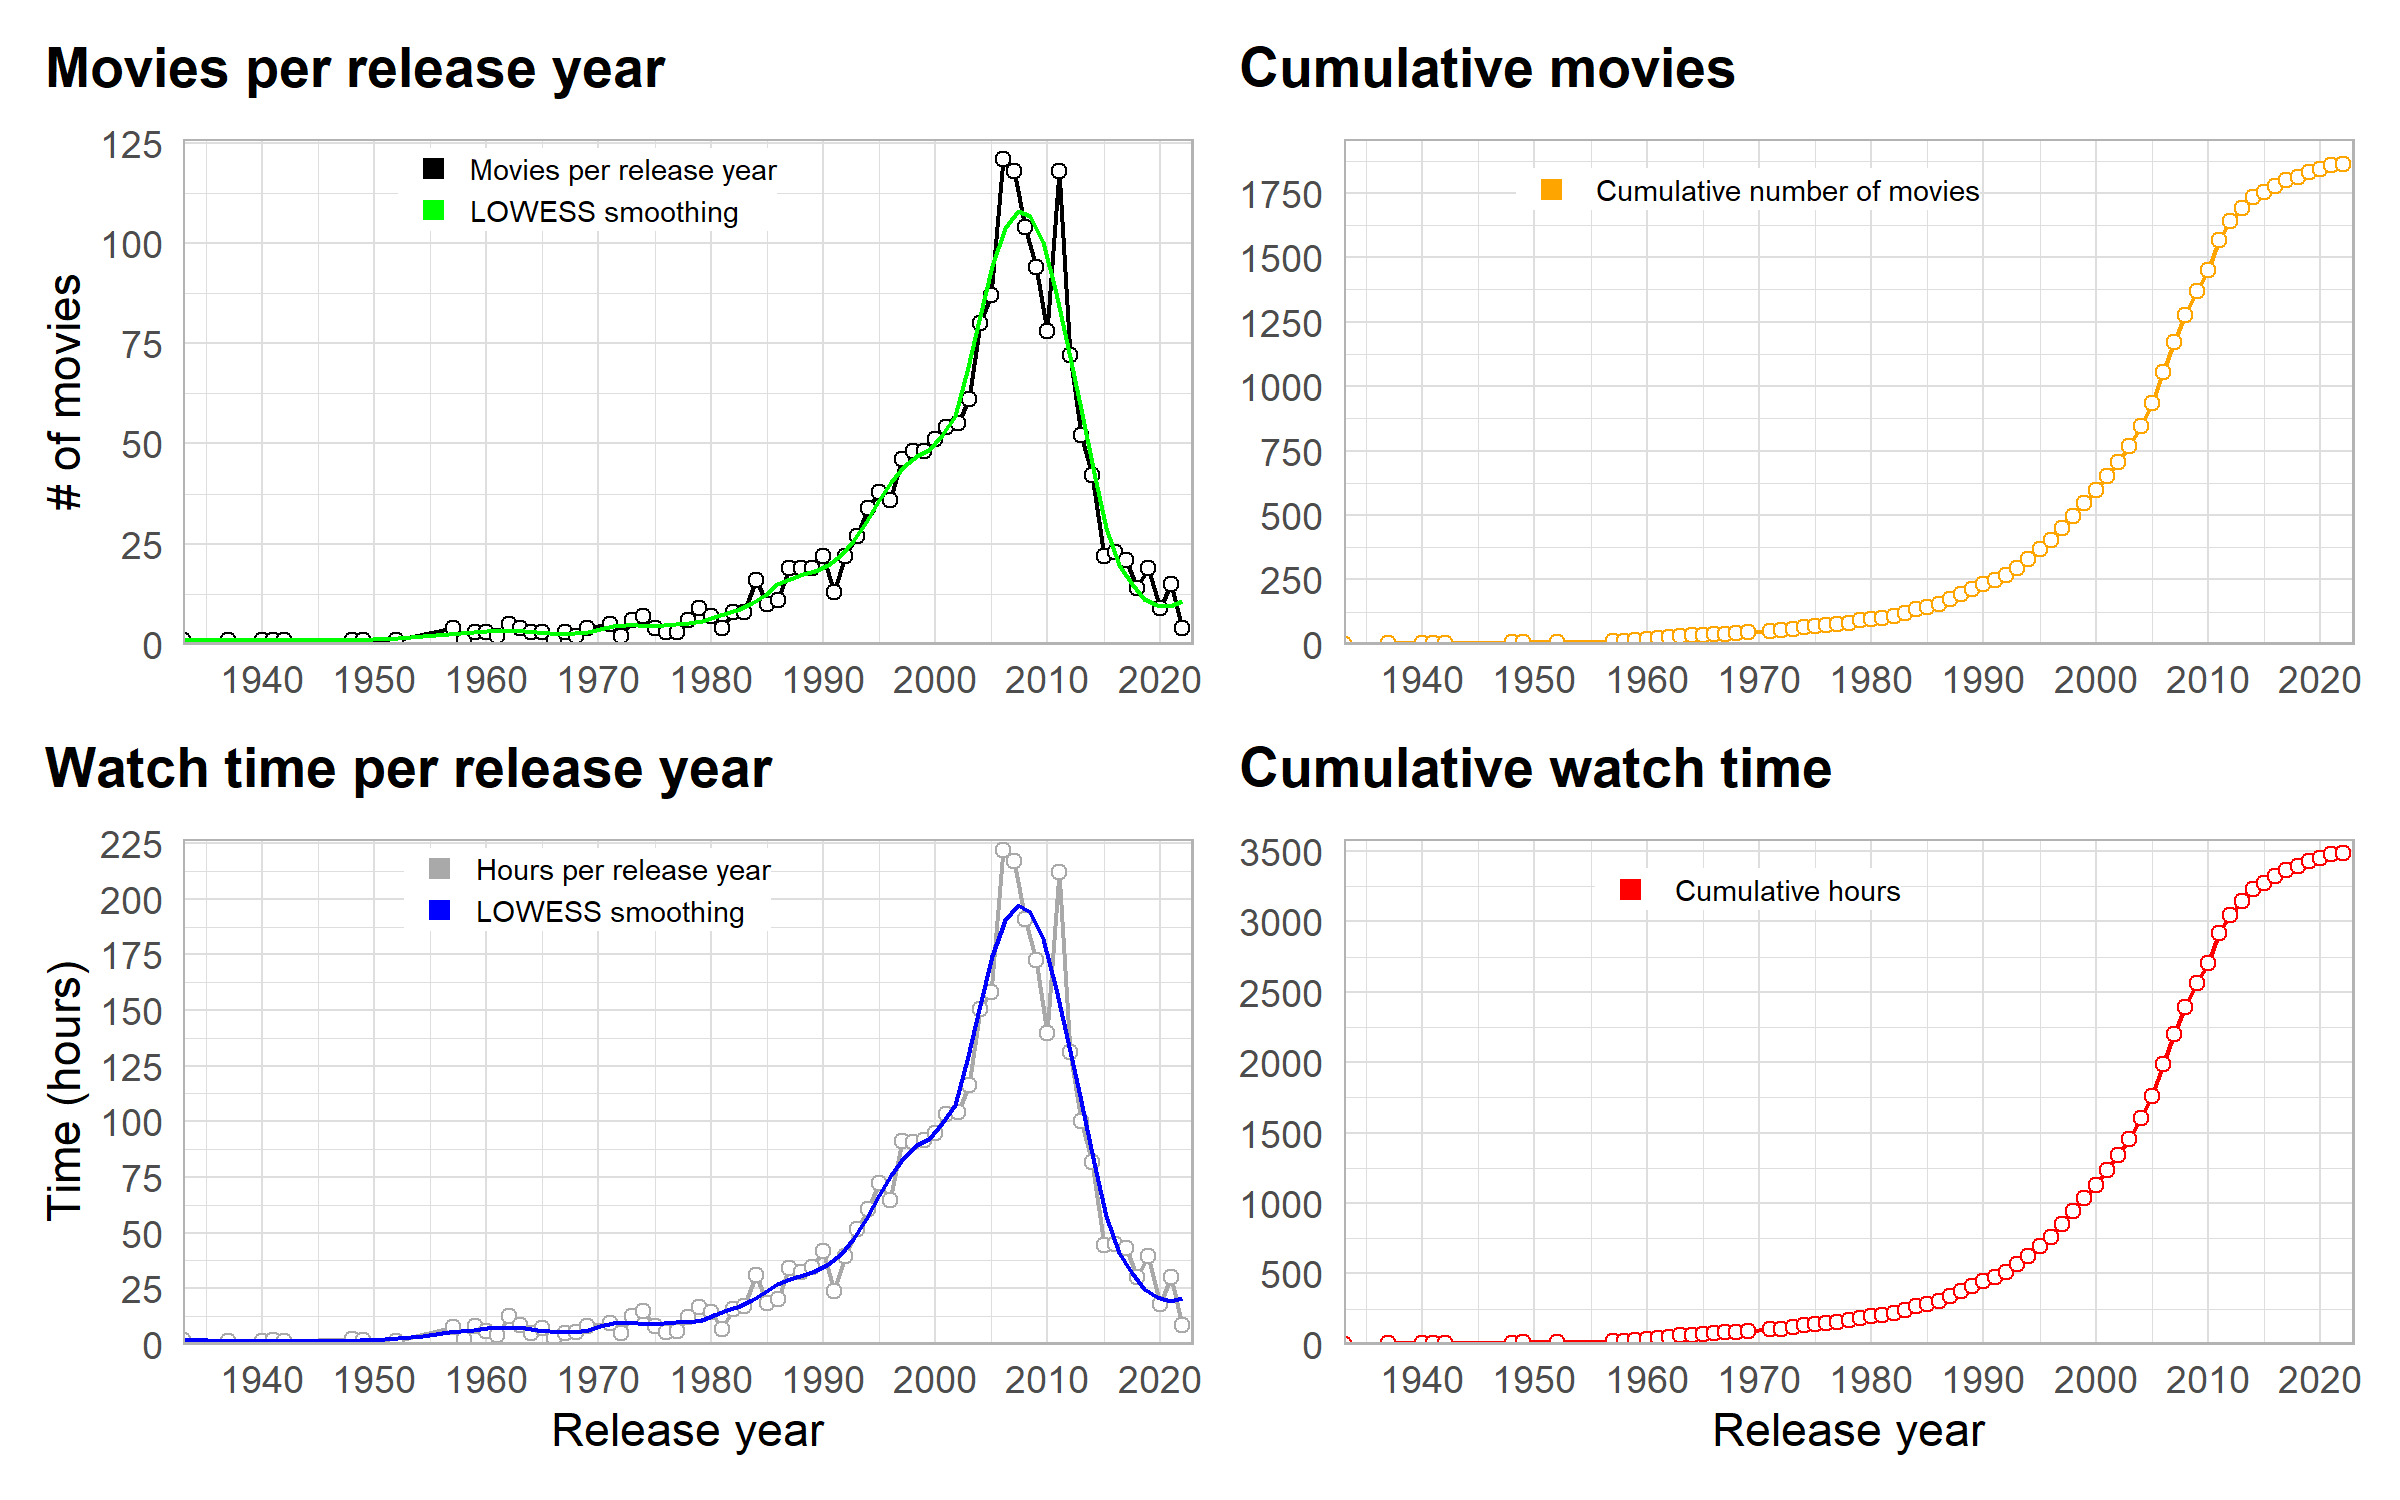 Movies per release year
125
100
75
50
25
0
# of movies
Movies per release year
LOWESS smoothing
1940 1950 1960 1970 1980 1990 2000 2010 2020
Cumulative movies
1750
1500
1250
1000
750
500
250
0
Cumulative number of movies
1940 1950 1960 1970 1980 1990 2000 2010 2020
Watch time per release year
225
200
175
150
125
100
75
50
25
0
Time (hours)
Hours per release year
LOWESS smoothing
1940 1950 1960 1970 1980 1990 2000 2010 2020
Release year
Cumulative watch time
3500
3000
2500
2000
1500
1000
500
0
Cumulative hours
1940 1950 1960 1970 1980 1990 2000 2010 2020
Release year